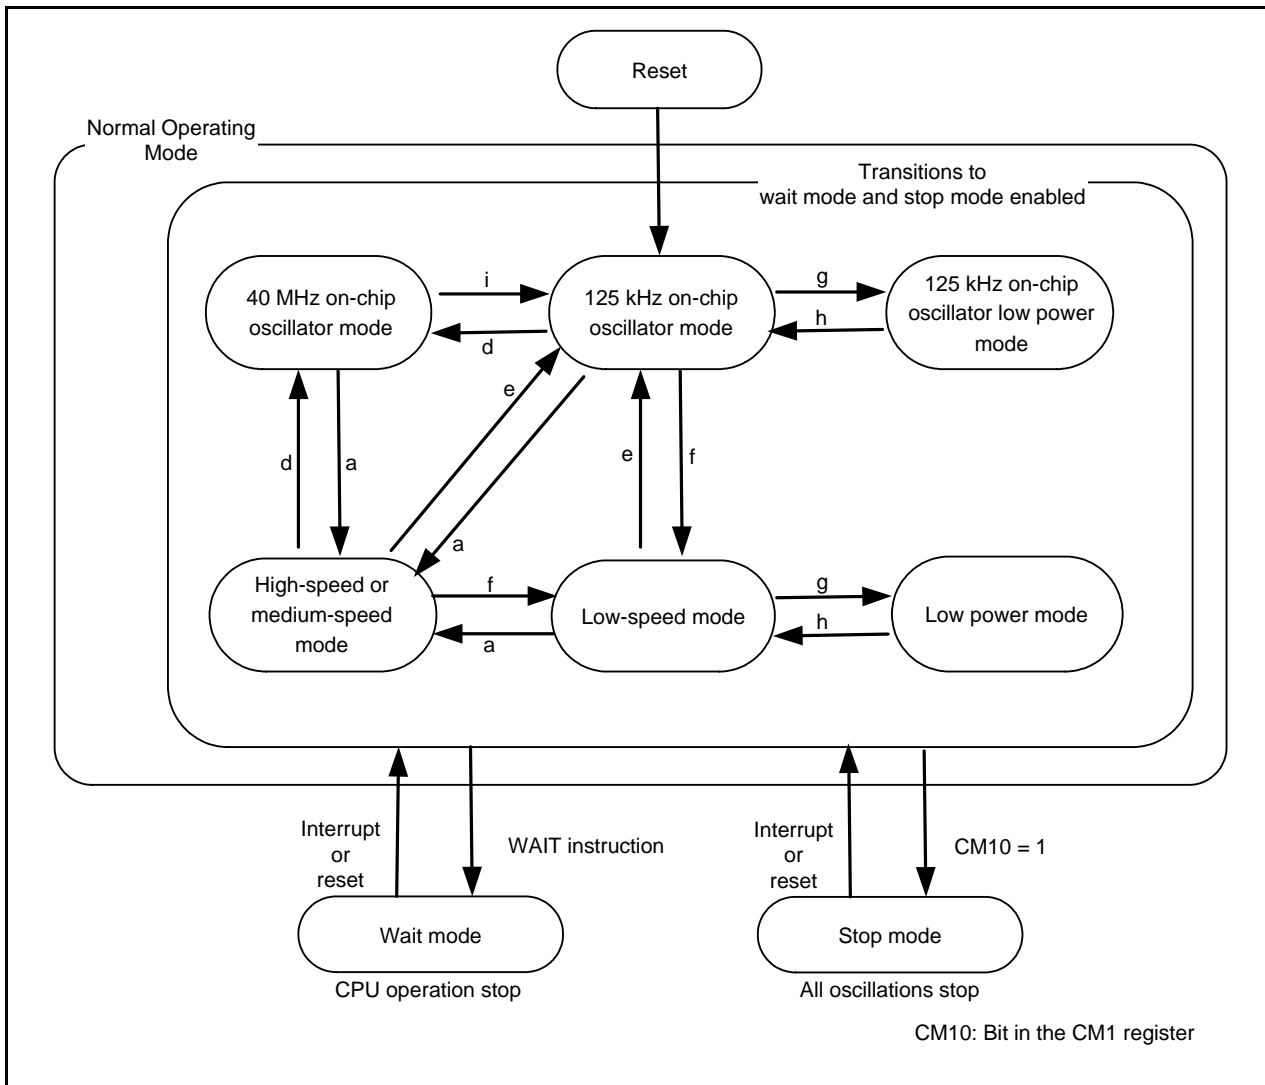 Reset
Normal Operating
Mode
Transitions to
wait mode and stop mode enabled
40 MHz on-chip
oscillator mode
i
d
125 kHz on-chip
oscillator mode
g
h
125 kHz on-chip
oscillator low power
mode
d
a
e
a
e
f
High-speed or
medium-speed
mode
f
a
Low-speed mode
g
h
Low power mode
Interrupt
or
reset
WAIT instruction
Interrupt
or
reset
CM10 = 1
Wait mode
CPU operation stop
Stop mode
All oscillations stop
CM10: Bit in the CM1 register